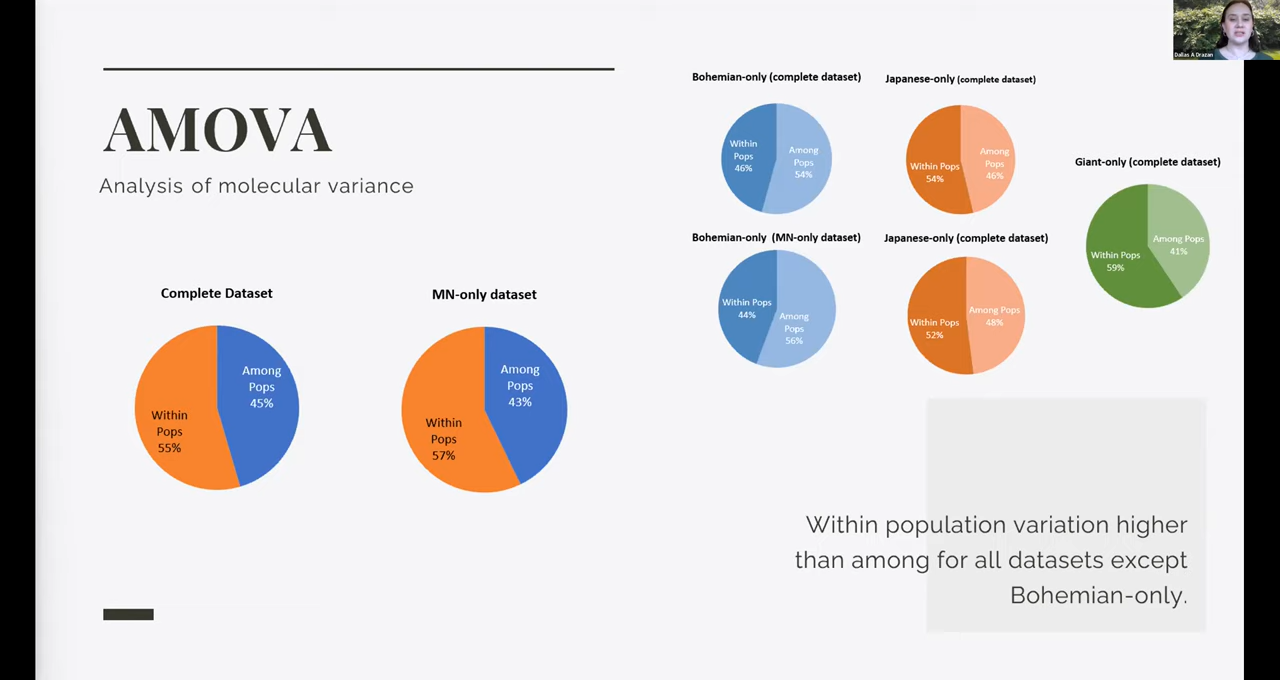 AMOVA
Analysis of molecular variance
Complete Dataset
Among
Pops
45%
Within
Pops
55%
MN-only dataset
Among
Pops
43%
Within
Pops
57%
Bohemian-only (complete dataset)
Within
Pops
46%
Among
Pops
54%
Japanese-only (complete dataset)
Within Pops
54%
Among
Pops
46%
Giant-only (complete dataset)
Among Pops
41%
Within Pops
59%
Bohemian-only (MN-only dataset)
Within Pops
44%
Among
Pops
56%
Japanese-only (complete dataset)
Within Pops
52%
Among Pops
48%
Within population variation higher
than among for all datasets except
Bohemian-only.
Dallas A Drazan